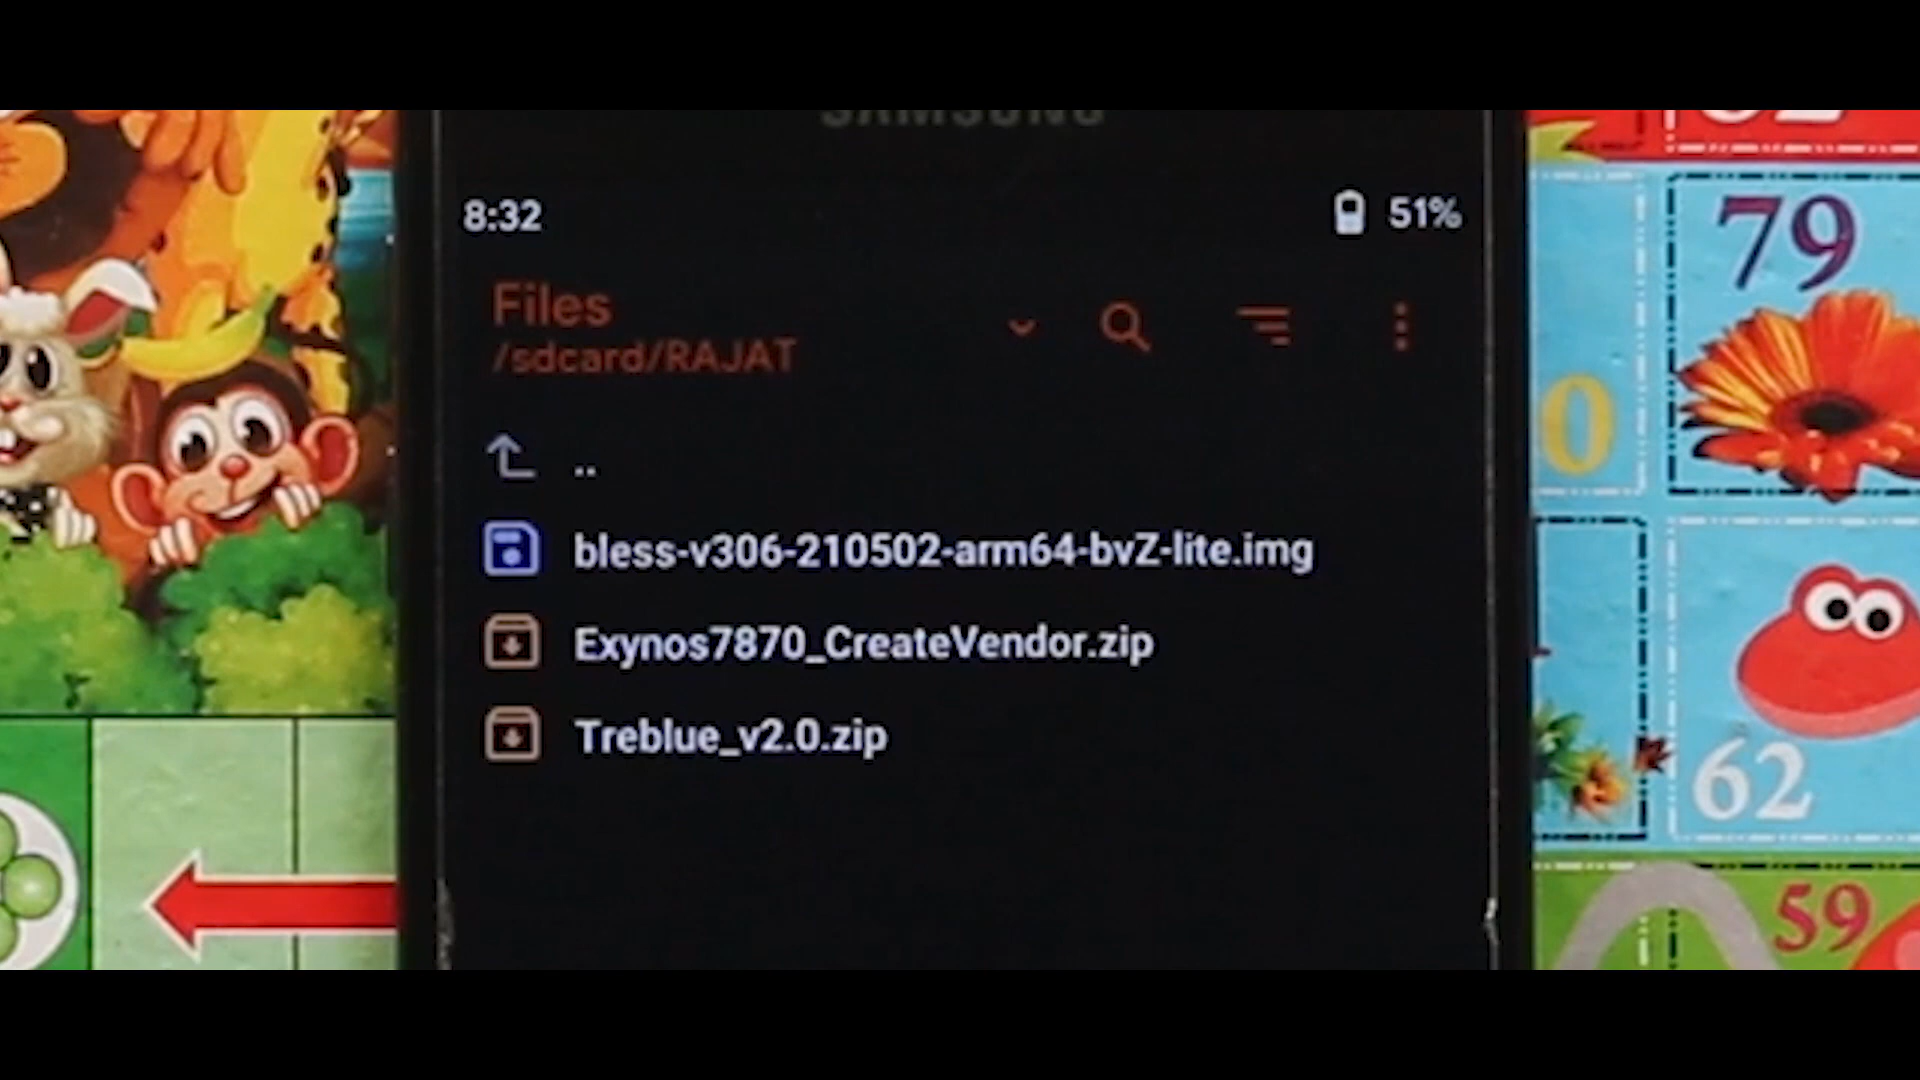 SAMSUNG
8:32
51%
Files
/sdcard/RAJAT
..
bless-v306-210502-arm64-bvZ-lite.img
Exynos7870_CreateVendor.zip
Treblue_v2.0.zip
79
0
62
59